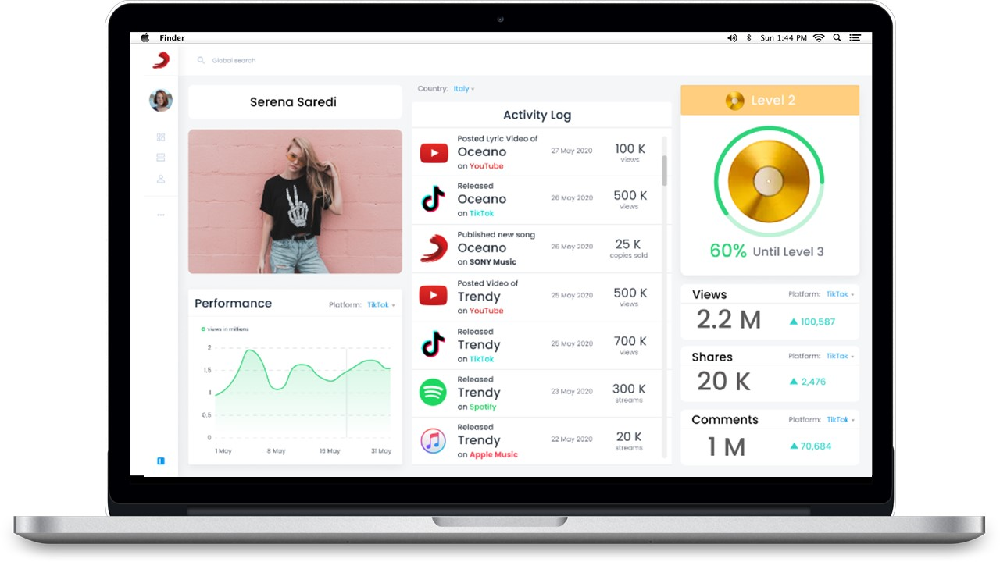 Finder
Sun 1:44 PM
Global search
Serena Saredi
Performance
Platform: TikTok
views in millions
2
1,5
1
0.5
0
1 May
8 May
16 May
31 May
Country: Italy
Activity Log
Posted Lyric Video of
Oceano
on YouTube
27 May 2020
100 K
views
Released
Oceano
on TikTok
26 May 2020
500 K
views
Published new song
Oceano
on SONY Music
26 May 2020
25 K
copies sold
Posted Video of
Trendy
on YouTube
25 May 2020
500 K
views
Released
Trendy
on TikTok
25 May 2020
700 K
views
Released
Trendy
on Spotify
23 May 2020
300 K
streams
Released
Trendy
on Apple Music
22 May 2020
20 K
streams
Level 2
60% Until Level 3
Views
Platform: TikTok
2.2 M
▲ 100,587
Shares
Platform: TikTok
20 K
▲ 2,476
Comments
Platform: TikTok
1 M
▲ 70,684